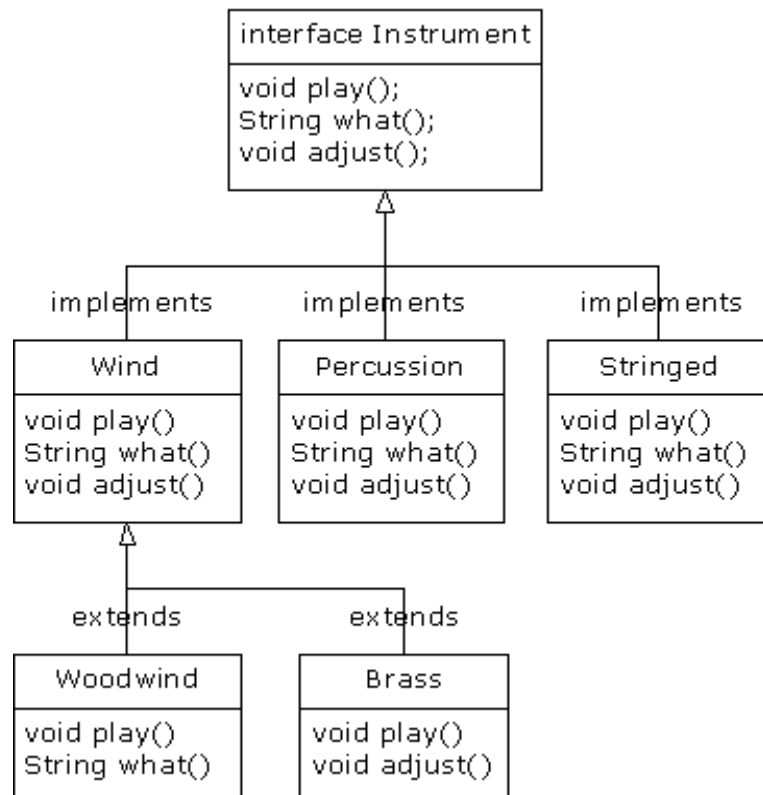 interface Instrument
void play();
String what();
void adjust();
implements
implements
implements
Wind
void play()
String what()
void adjust()
Percussion
void play()
String what()
void adjust()
Stringed
void play()
String what()
void adjust()
extends
extends
Woodwind
void play()
String what()
Brass
void play()
void adjust()